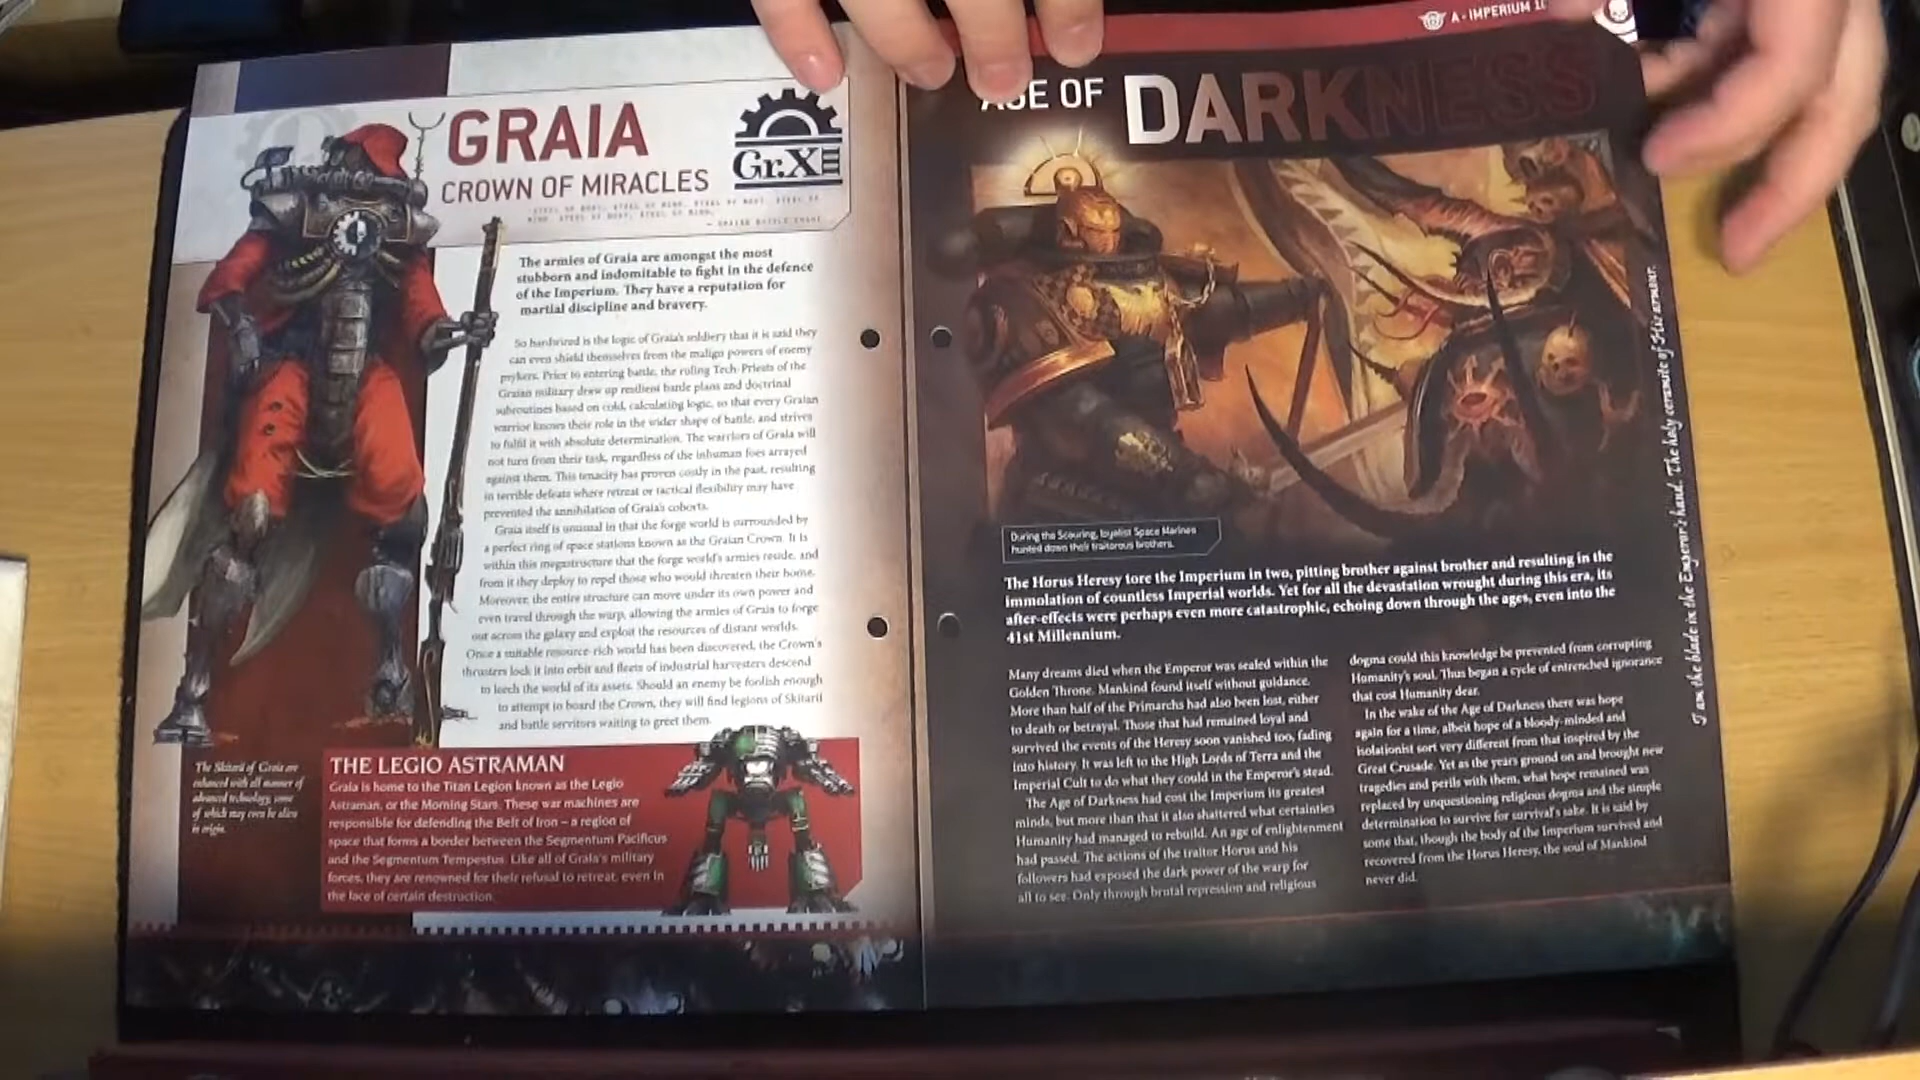 GRAIA
CROWN OF MIRACLES
Gr.XIII
STEEL OF BODY, STEEL OF MIND, STEEL OF BODY, STEEL OF
MIND, STEEL OF BODY, STEEL OF MIND,
– GRAIAN BATTLE CHANT
The armies of Graia are amongst the most
stubborn and indomitable to fight in the defence
of the Imperium. They have a reputation for
martial discipline and bravery.
So hardwired is the logic of Graia's soldiery that it is said they
can even shield themselves from the malign powers of enemy
psykers. Prior to entering battle, the ruling Tech-Priests of the
Graian military draw up resilient battle plans and doctrinal
subroutines based on cold, calculating logic, so that every Graian
warrior knows their role in the wider shape of battle, and strives
to fulfil it with absolute determination. The warriors of Graia will
not turn from their task, regardless of the inhuman foes arrayed
against them. This tenacity has proven costly in the past, resulting
in terrible defeats where retreat or tactical flexibility may have
prevented the annihilation of Graia's cohorts.
Graia itself is unusual in that the forge world is surrounded by
a perfect ring of space stations known as the Graian Crown. It is
within this megastructure that the forge world's armies reside, and
from it they deploy to repel those who would threaten their home.
Moreover, the entire structure can move under its own power and
even travel through the warp, allowing the armies of Graia to forge
out across the galaxy and exploit the resources of distant worlds.
Once a suitable resource-rich world has been discovered, the Crown's
thrusters lock it into orbit and fleets of industrial harvesters descend
to leech the world of its assets. Should an enemy be foolish enough
to attempt to board the Crown, they will find legions of Skitarii
and battle servitors waiting to greet them.
The Skitarii of Graia are
enhanced with all manner of
advanced technology, some
of which may even be alien
in origin.
THE LEGIO ASTRAMAN
Graia is home to the Titan Legion known as the Legio
Astraman, or the Morning Stars. These war machines are
responsible for defending the Belt of Iron – a region of
space that forms a border between the Segmentum Pacificus
and the Segmentum Tempestus. Like all of Graia's military
forces, they are renowned for their refusal to retreat, even in
the face of certain destruction.
A - IMPERIUM
AGE OF DARKNESS
During the Scouring, loyalist Space Marines
hunted down their traitorous brothers.
The Horus Heresy tore the Imperium in two, pitting brother against brother and resulting in the
immolation of countless Imperial worlds. Yet for all the devastation wrought during this era, its
after-effects were perhaps even more catastrophic, echoing down through the ages, even into the
41st Millennium.
Many dreams died when the Emperor was sealed within the
Golden Throne. Mankind found itself without guidance.
More than half of the Primarchs had also been lost, either
to death or betrayal. Those that had remained loyal and
survived the events of the Heresy soon vanished too, fading
into history. It was left to the High Lords of Terra and the
Imperial Cult to do what they could in the Emperor's stead.
The Age of Darkness had cost the Imperium its greatest
minds, but more than that it also shattered what certainties
Humanity had managed to rebuild. An age of enlightenment
had passed. The actions of the traitor Horus and his
followers had exposed the dark power of the warp for
all to see. Only through brutal repression and religious
dogma could this knowledge be prevented from corrupting
Humanity's soul. Thus began a cycle of entrenched ignorance
that cost Humanity dear.
In the wake of the Age of Darkness there was hope
again for a time, albeit hope of a bloody-minded and
isolationist sort very different from that inspired by the
Great Crusade. Yet as the years ground on and brought new
tragedies and perils with them, what hope remained was
replaced by unquestioning religious dogma and the simple
determination to survive for survival's sake. It is said by
some that, though the body of the Imperium survived and
recovered from the Horus Heresy, the soul of Mankind
never did.
I am the blade in the Emperor's hand. The holy ceramite of His armour.